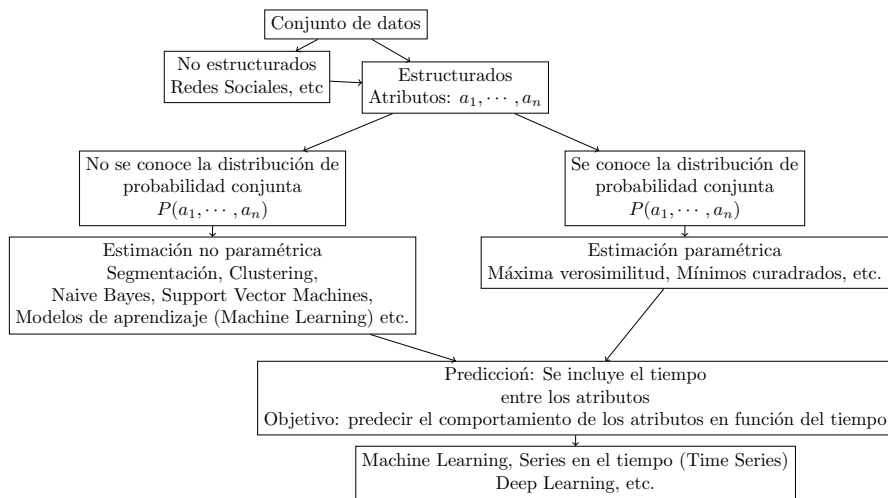 Conjunto de datos
No estructurados
Redes Sociales, etc
Estructurados
Atributos: a₁, ⋯ , aₙ
No se conoce la distribución de
probabilidad conjunta
P(a₁, ⋯ , aₙ)
Se conoce la distribución de
probabilidad conjunta
P(a₁, ⋯ , aₙ)
Estimación no paramétrica
Segmentación, Clustering,
Naive Bayes, Support Vector Machines,
Modelos de aprendizaje (Machine Learning) etc.
Estimación paramétrica
Máxima verosimilitud, Mínimos curadrados, etc.
Prediccioń: Se incluye el tiempo
entre los atributos
Objetivo: predecir el comportamiento de los atributos en función del tiempo
Machine Learning, Series en el tiempo (Time Series)
Deep Learning, etc.